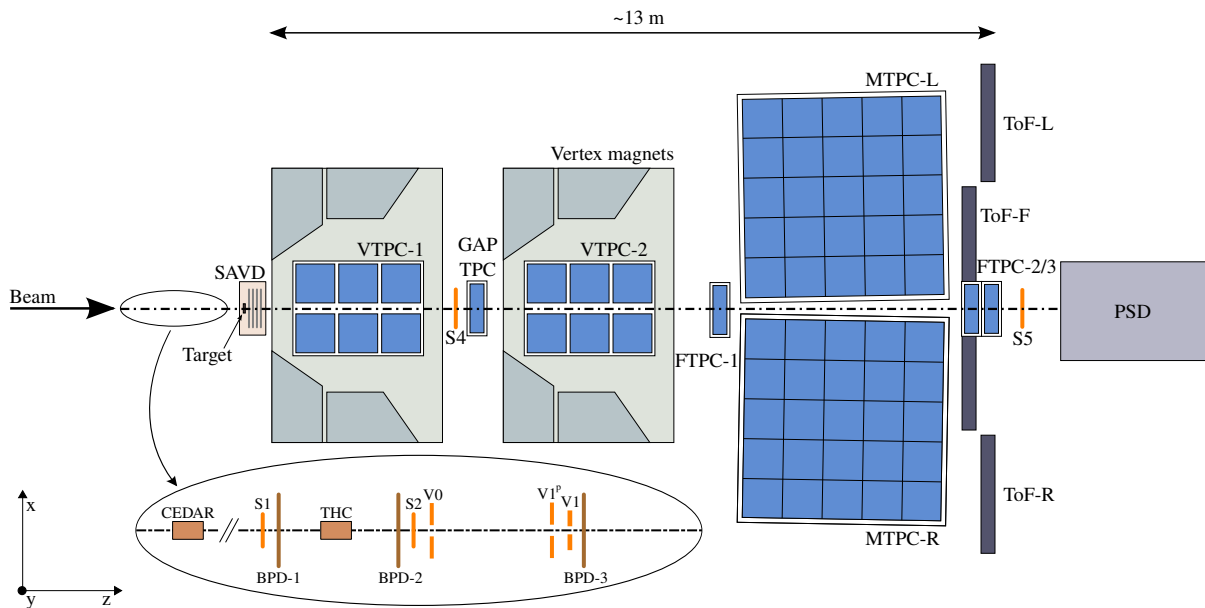 ~13 m
MTPC-L
ToF-L
Vertex magnets
ToF-F
VTPC-1
GAP
TPC
VTPC-2
SAVD
FTPC-2/3
Beam
PSD
Target
S4
FTPC-1
S5
x
y
z
CEDAR
S1
THC
S2
V0
V1ᵖ
V1
BPD-1
BPD-2
BPD-3
ToF-R
MTPC-R